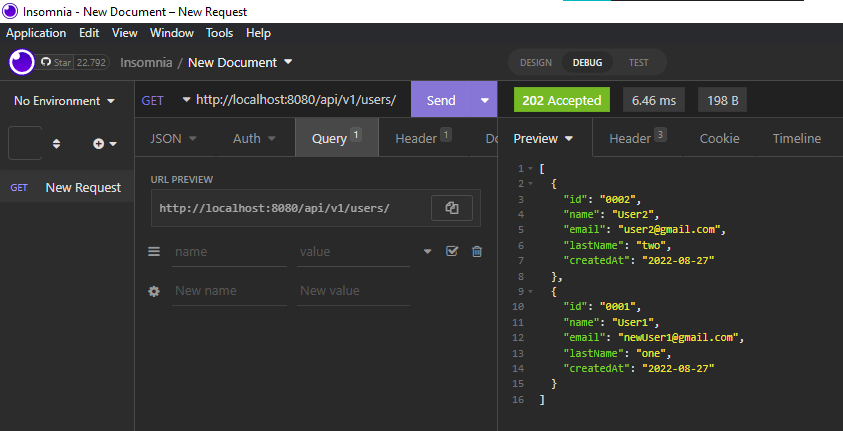 Insomnia - New Document – New Request
Application Edit View Window Tools Help
Star 22.792 Insomnia / New Document DESIGN DEBUG TEST
No Environment
GET New Request
GET http://localhost:8080/api/v1/users/ Send
JSON Auth Query 1 Header 1 Do
URL PREVIEW
http://localhost:8080/api/v1/users/
name value
New name New value
202 Accepted 6.46 ms 198 B
Preview Header 3 Cookie Timeline
1 [
2 {
3 "id": "0002",
4 "name": "User2",
5 "email": "user2@gmail.com",
6 "lastName": "two",
7 "createdAt": "2022-08-27"
8 },
9 {
10 "id": "0001",
11 "name": "User1",
12 "email": "newUser1@gmail.com",
13 "lastName": "one",
14 "createdAt": "2022-08-27"
15 }
16 ]